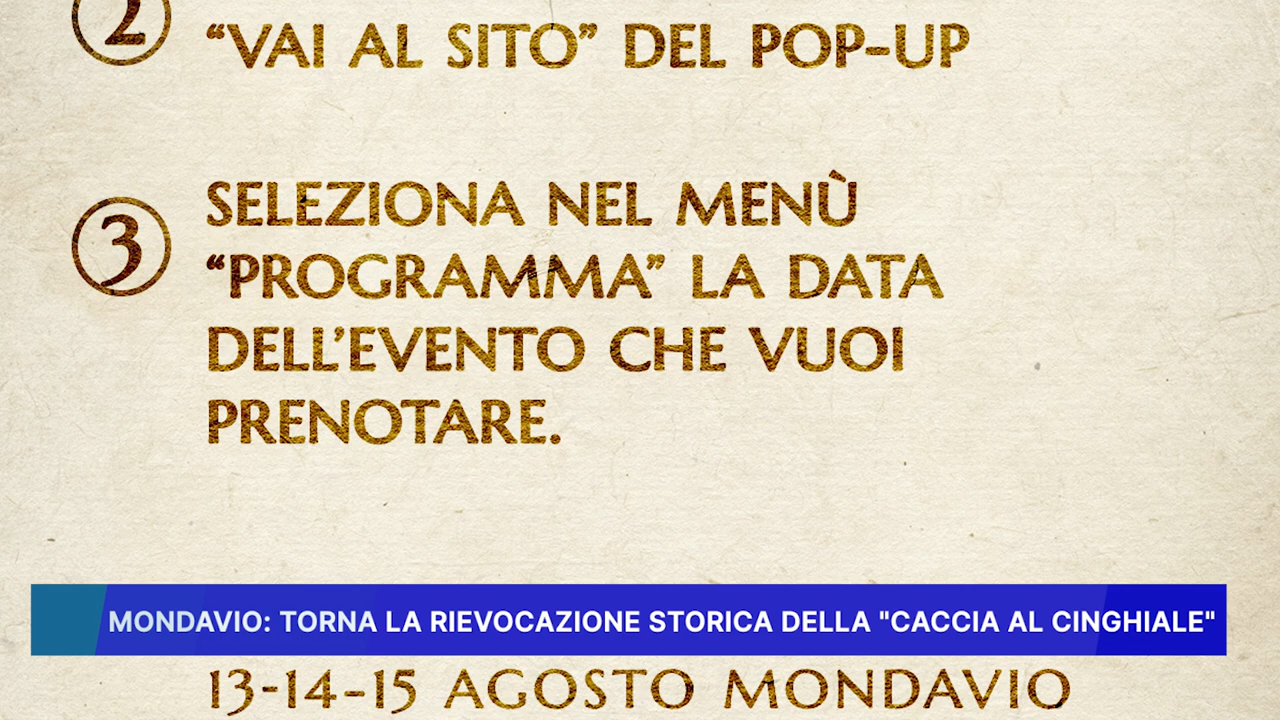 2 “VAI AL SITO” DEL POP-UP
3 SELEZIONA NEL MENÙ
“PROGRAMMA” LA DATA
DELL’EVENTO CHE VUOI
PRENOTARE.
MONDAVIO: TORNA LA RIEVOCAZIONE STORICA DELLA "CACCIA AL CINGHIALE"
13-14-15 AGOSTO MONDAVIO